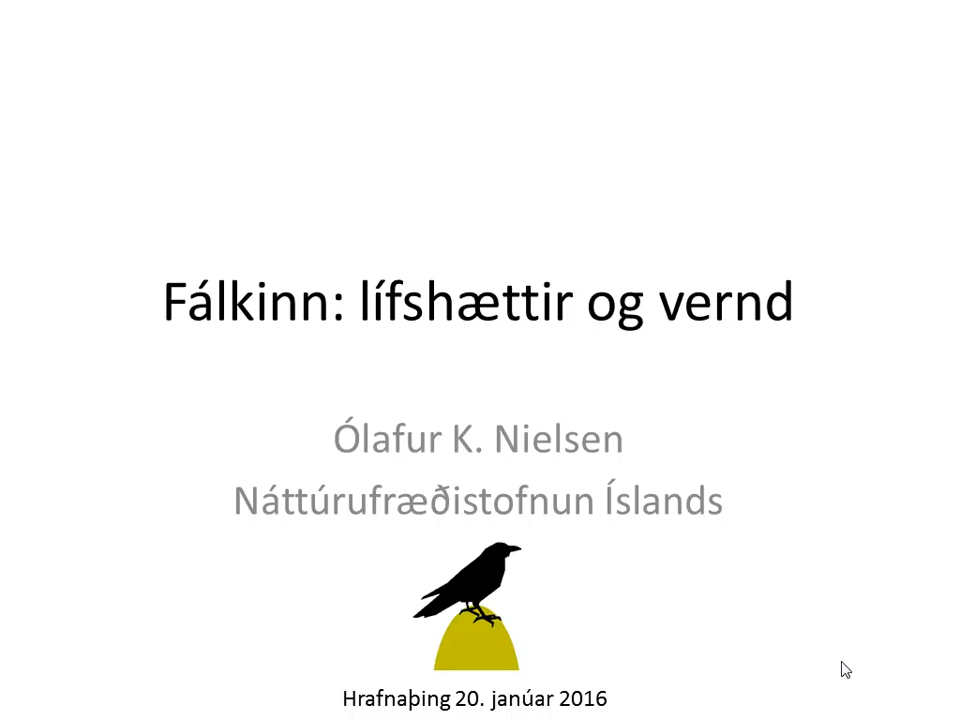 Fálkinn: lífshættir og vernd
Ólafur K. Nielsen
Náttúrufræðistofnun Íslands
Hrafnaþing 20. janúar 2016